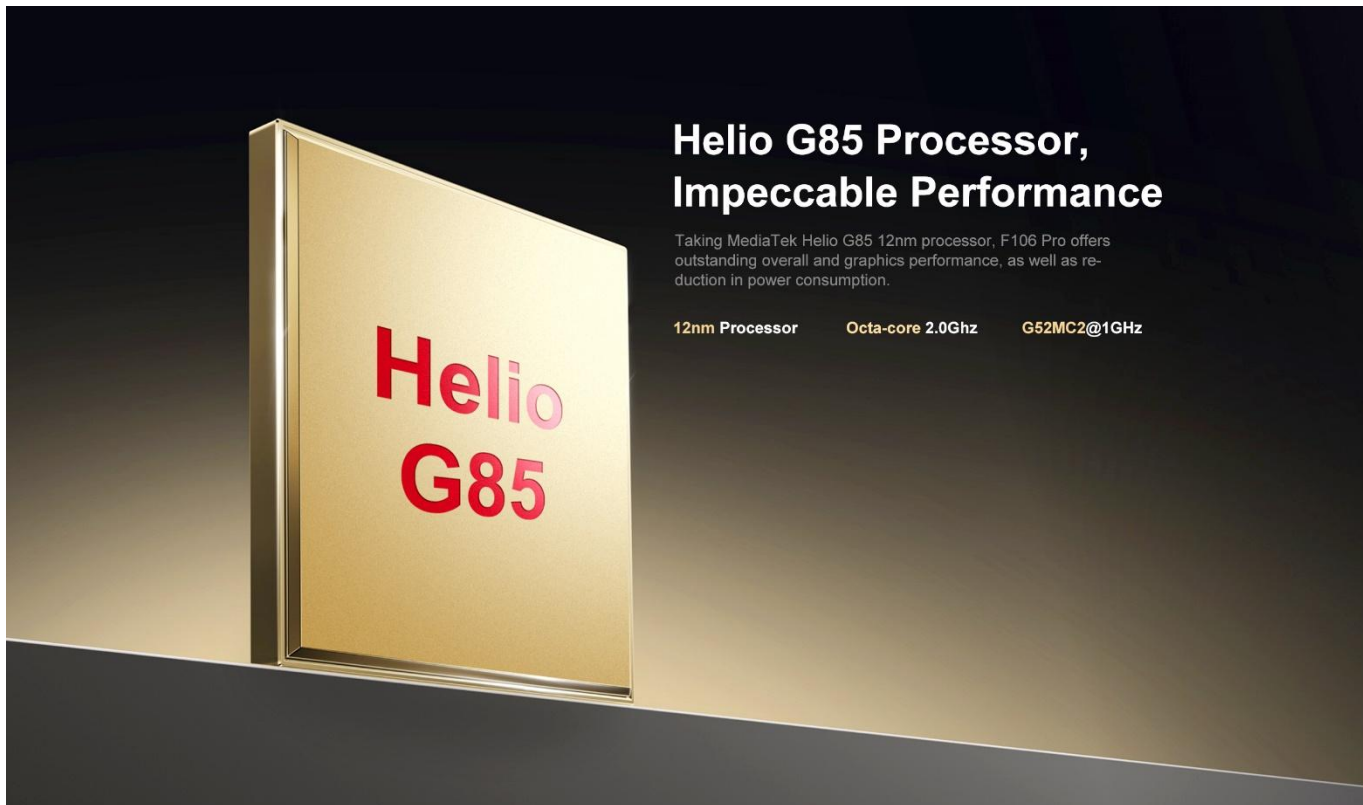 Helio
G85
Helio G85 Processor,
Impeccable Performance
Taking MediaTek Helio G85 12nm processor, F106 Pro offers
outstanding overall and graphics performance, as well as re-
duction in power consumption.
12nm Processor Octa-core 2.0Ghz G52MC2@1GHz